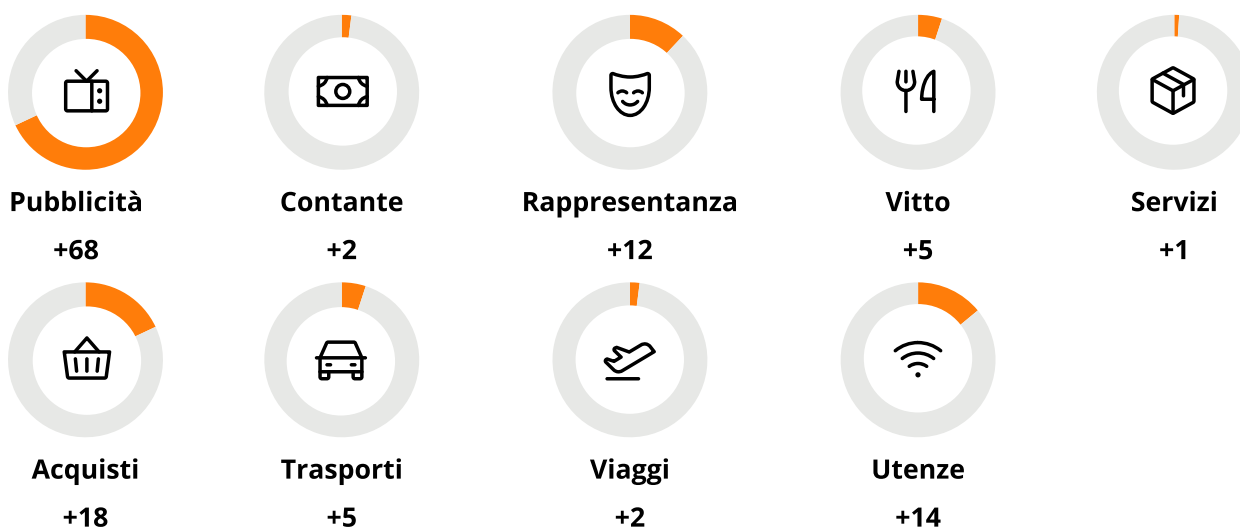 Pubblicità
+68
Contante
+2
Rappresentanza
+12
Vitto
+5
Servizi
+1
Acquisti
+18
Trasporti
+5
Viaggi
+2
Utenze
+14